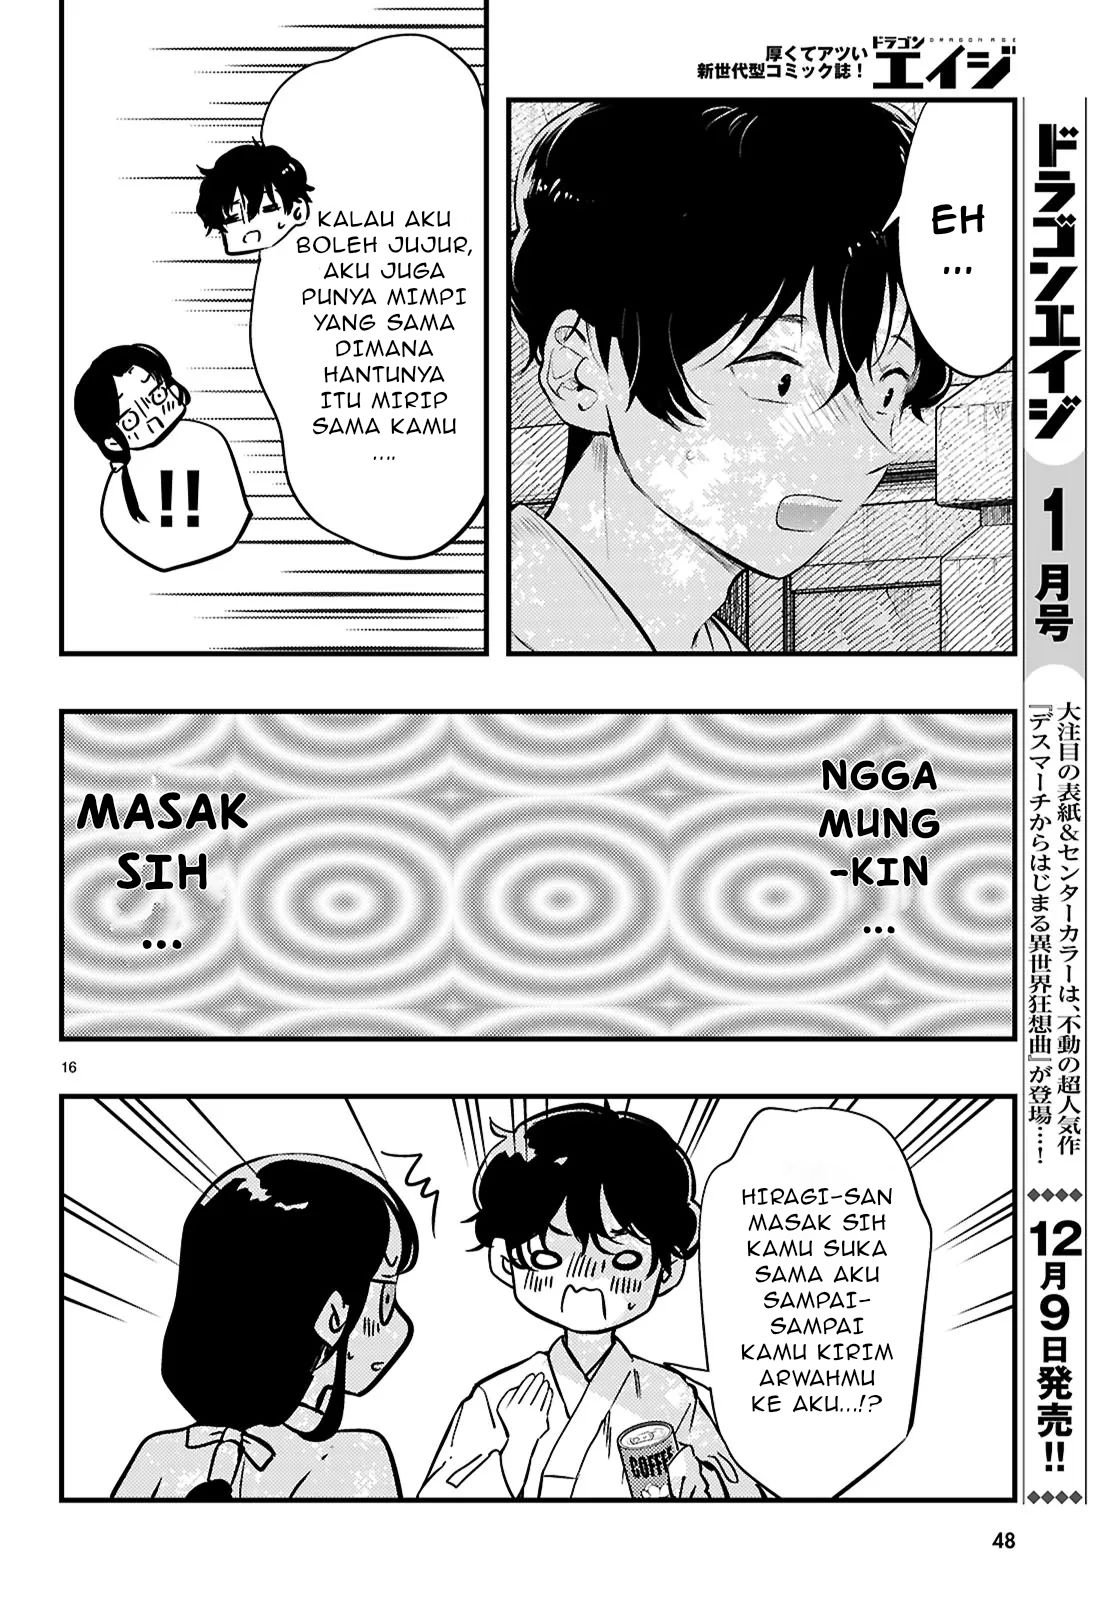 厚くてアツい
新世代型コミック誌！
ドラゴン
DRAGON AGE
エイジ
EH
...
KALAU AKU
BOLEH JUJUR,
AKU JUGA
PUNYA MIMPI
YANG SAMA
DIMANA
HANTUNYA
ITU MIRIP
SAMA KAMU
....
!!
NGGA
MUNG
-KIN
...
MASAK
SIH
...
16
HIRAGI-SAN
MASAK SIH
KAMU SUKA
SAMA AKU
SAMPAI-
SAMPAI
KAMU KIRIM
ARWAHMU
KE AKU...!?
COFFEE
ドラゴンエイジ
1月号
大注目の表紙&センターカラーは、不動の超人気作
『デスマーチからはじまる異世界狂想曲』が登場…!
12月9日発売!!
48